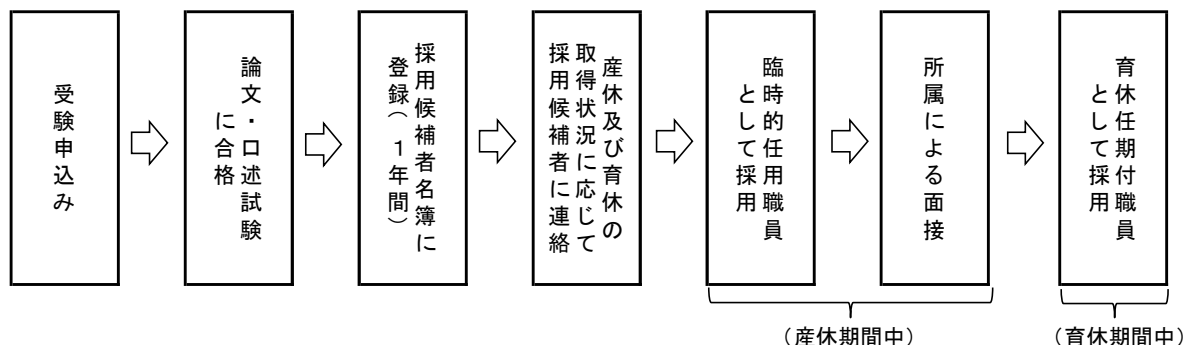 受験申込み
論文・口述試験
に合格
採用候補者名簿に
登録（１年間）
産休及び育休の
取得状況に応じて
採用候補者に連絡
臨時的任用職員
として採用
所属による面接
育休任期付職員
として採用
（産休期間中）
（育休期間中）